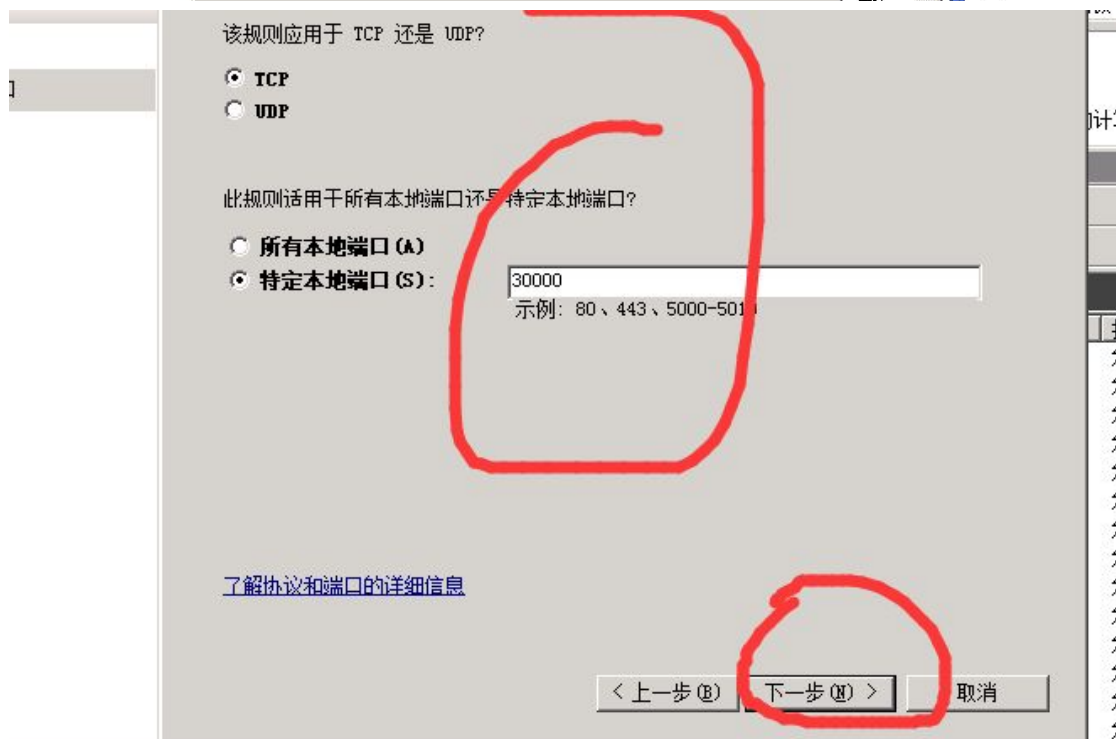 该规则应用于 TCP 还是 UDP?
TCP
UDP
此规则适用于所有本地端口还是特定本地端口?
所有本地端口(A)
特定本地端口(S):
30000
示例: 80、443、5000-5010
了解协议和端口的详细信息
< 上一步(B)
下一步(N) >
取消